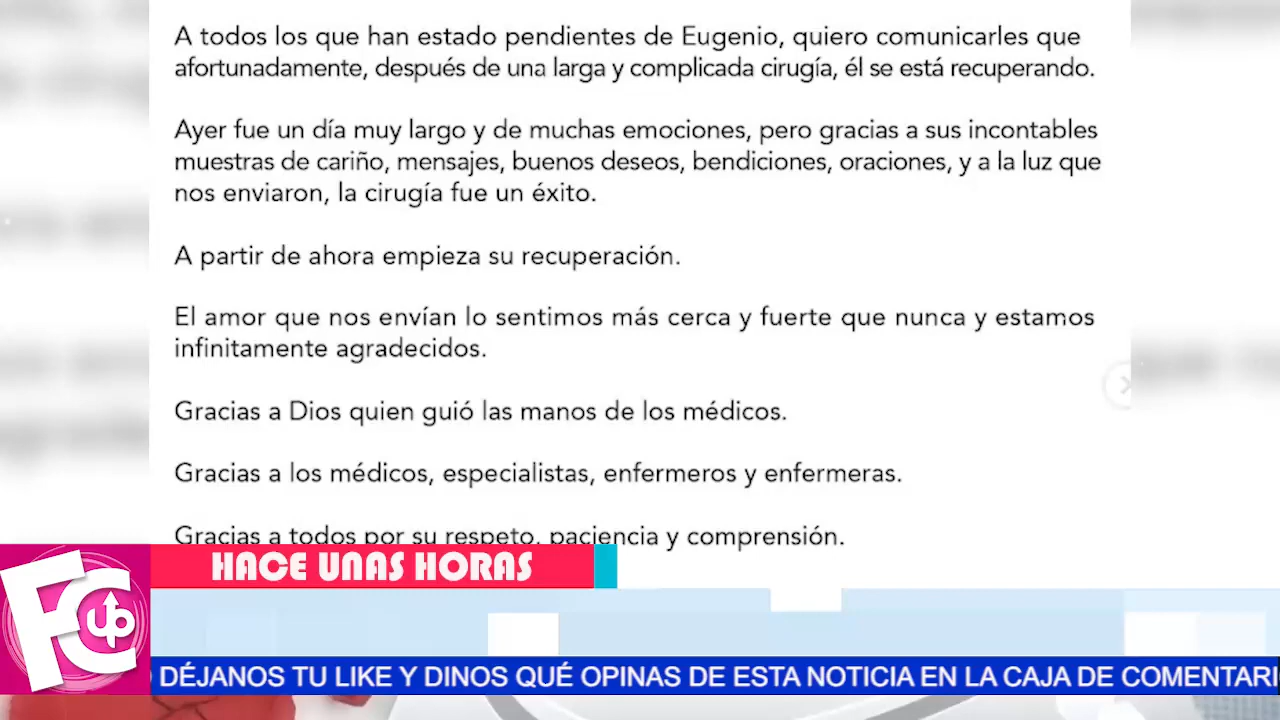 A todos los que han estado pendientes de Eugenio, quiero comunicarles que
afortunadamente, después de una larga y complicada cirugía, él se está recuperando.
Ayer fue un día muy largo y de muchas emociones, pero gracias a sus incontables
muestras de cariño, mensajes, buenos deseos, bendiciones, oraciones, y a la luz que
nos enviaron, la cirugía fue un éxito.
A partir de ahora empieza su recuperación.
El amor que nos envían lo sentimos más cerca y fuerte que nunca y estamos
infinitamente agradecidos.
Gracias a Dios quien guió las manos de los médicos.
Gracias a los médicos, especialistas, enfermeros y enfermeras.
Gracias a todos por su respeto, paciencia y comprensión.
HACE UNAS HORAS
FC up
DÉJANOS TU LIKE Y DINOS QUÉ OPINAS DE ESTA NOTICIA EN LA CAJA DE COMENTARI